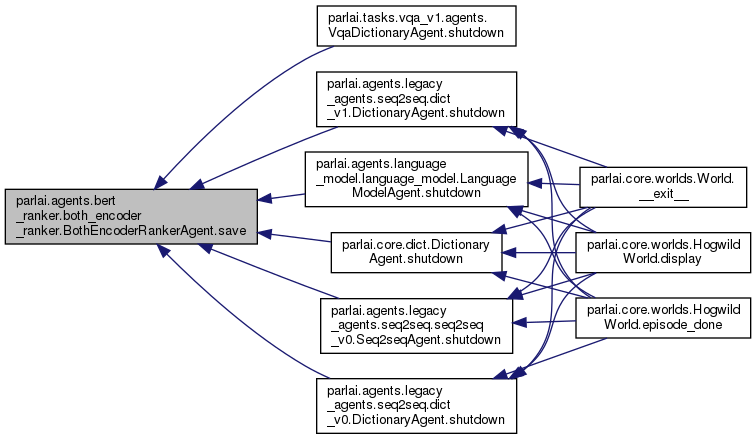 parlai.tasks.vqa_v1.agents.
VqaDictionaryAgent.shutdown
parlai.agents.legacy
_agents.seq2seq.dict
_v1.DictionaryAgent.shutdown
parlai.agents.language
_model.language_model.Language
ModelAgent.shutdown
parlai.core.worlds.World.
__exit__
parlai.agents.bert
_ranker.both_encoder
_ranker.BothEncoderRankerAgent.save
parlai.core.dict.Dictionary
Agent.shutdown
parlai.core.worlds.Hogwild
World.display
parlai.agents.legacy
_agents.seq2seq.seq2seq
_v0.Seq2seqAgent.shutdown
parlai.core.worlds.Hogwild
World.episode_done
parlai.agents.legacy
_agents.seq2seq.dict
_v0.DictionaryAgent.shutdown